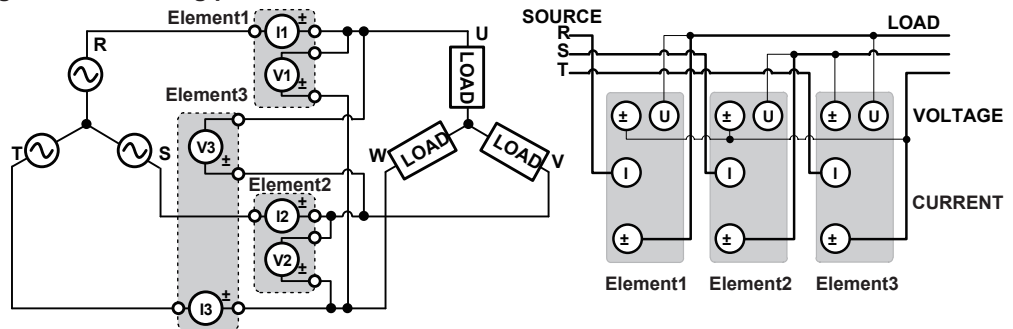 Element1
R
I1
±
U
V1
±
LOAD
Element3
T
S
V3
±
W
LOAD
LOAD
V
Element2
I2
±
V2
±
I3
±
SOURCE
R
S
T
LOAD
± U
± U
± U
VOLTAGE
I
I
I
CURRENT
±
±
±
Element1 Element2 Element3